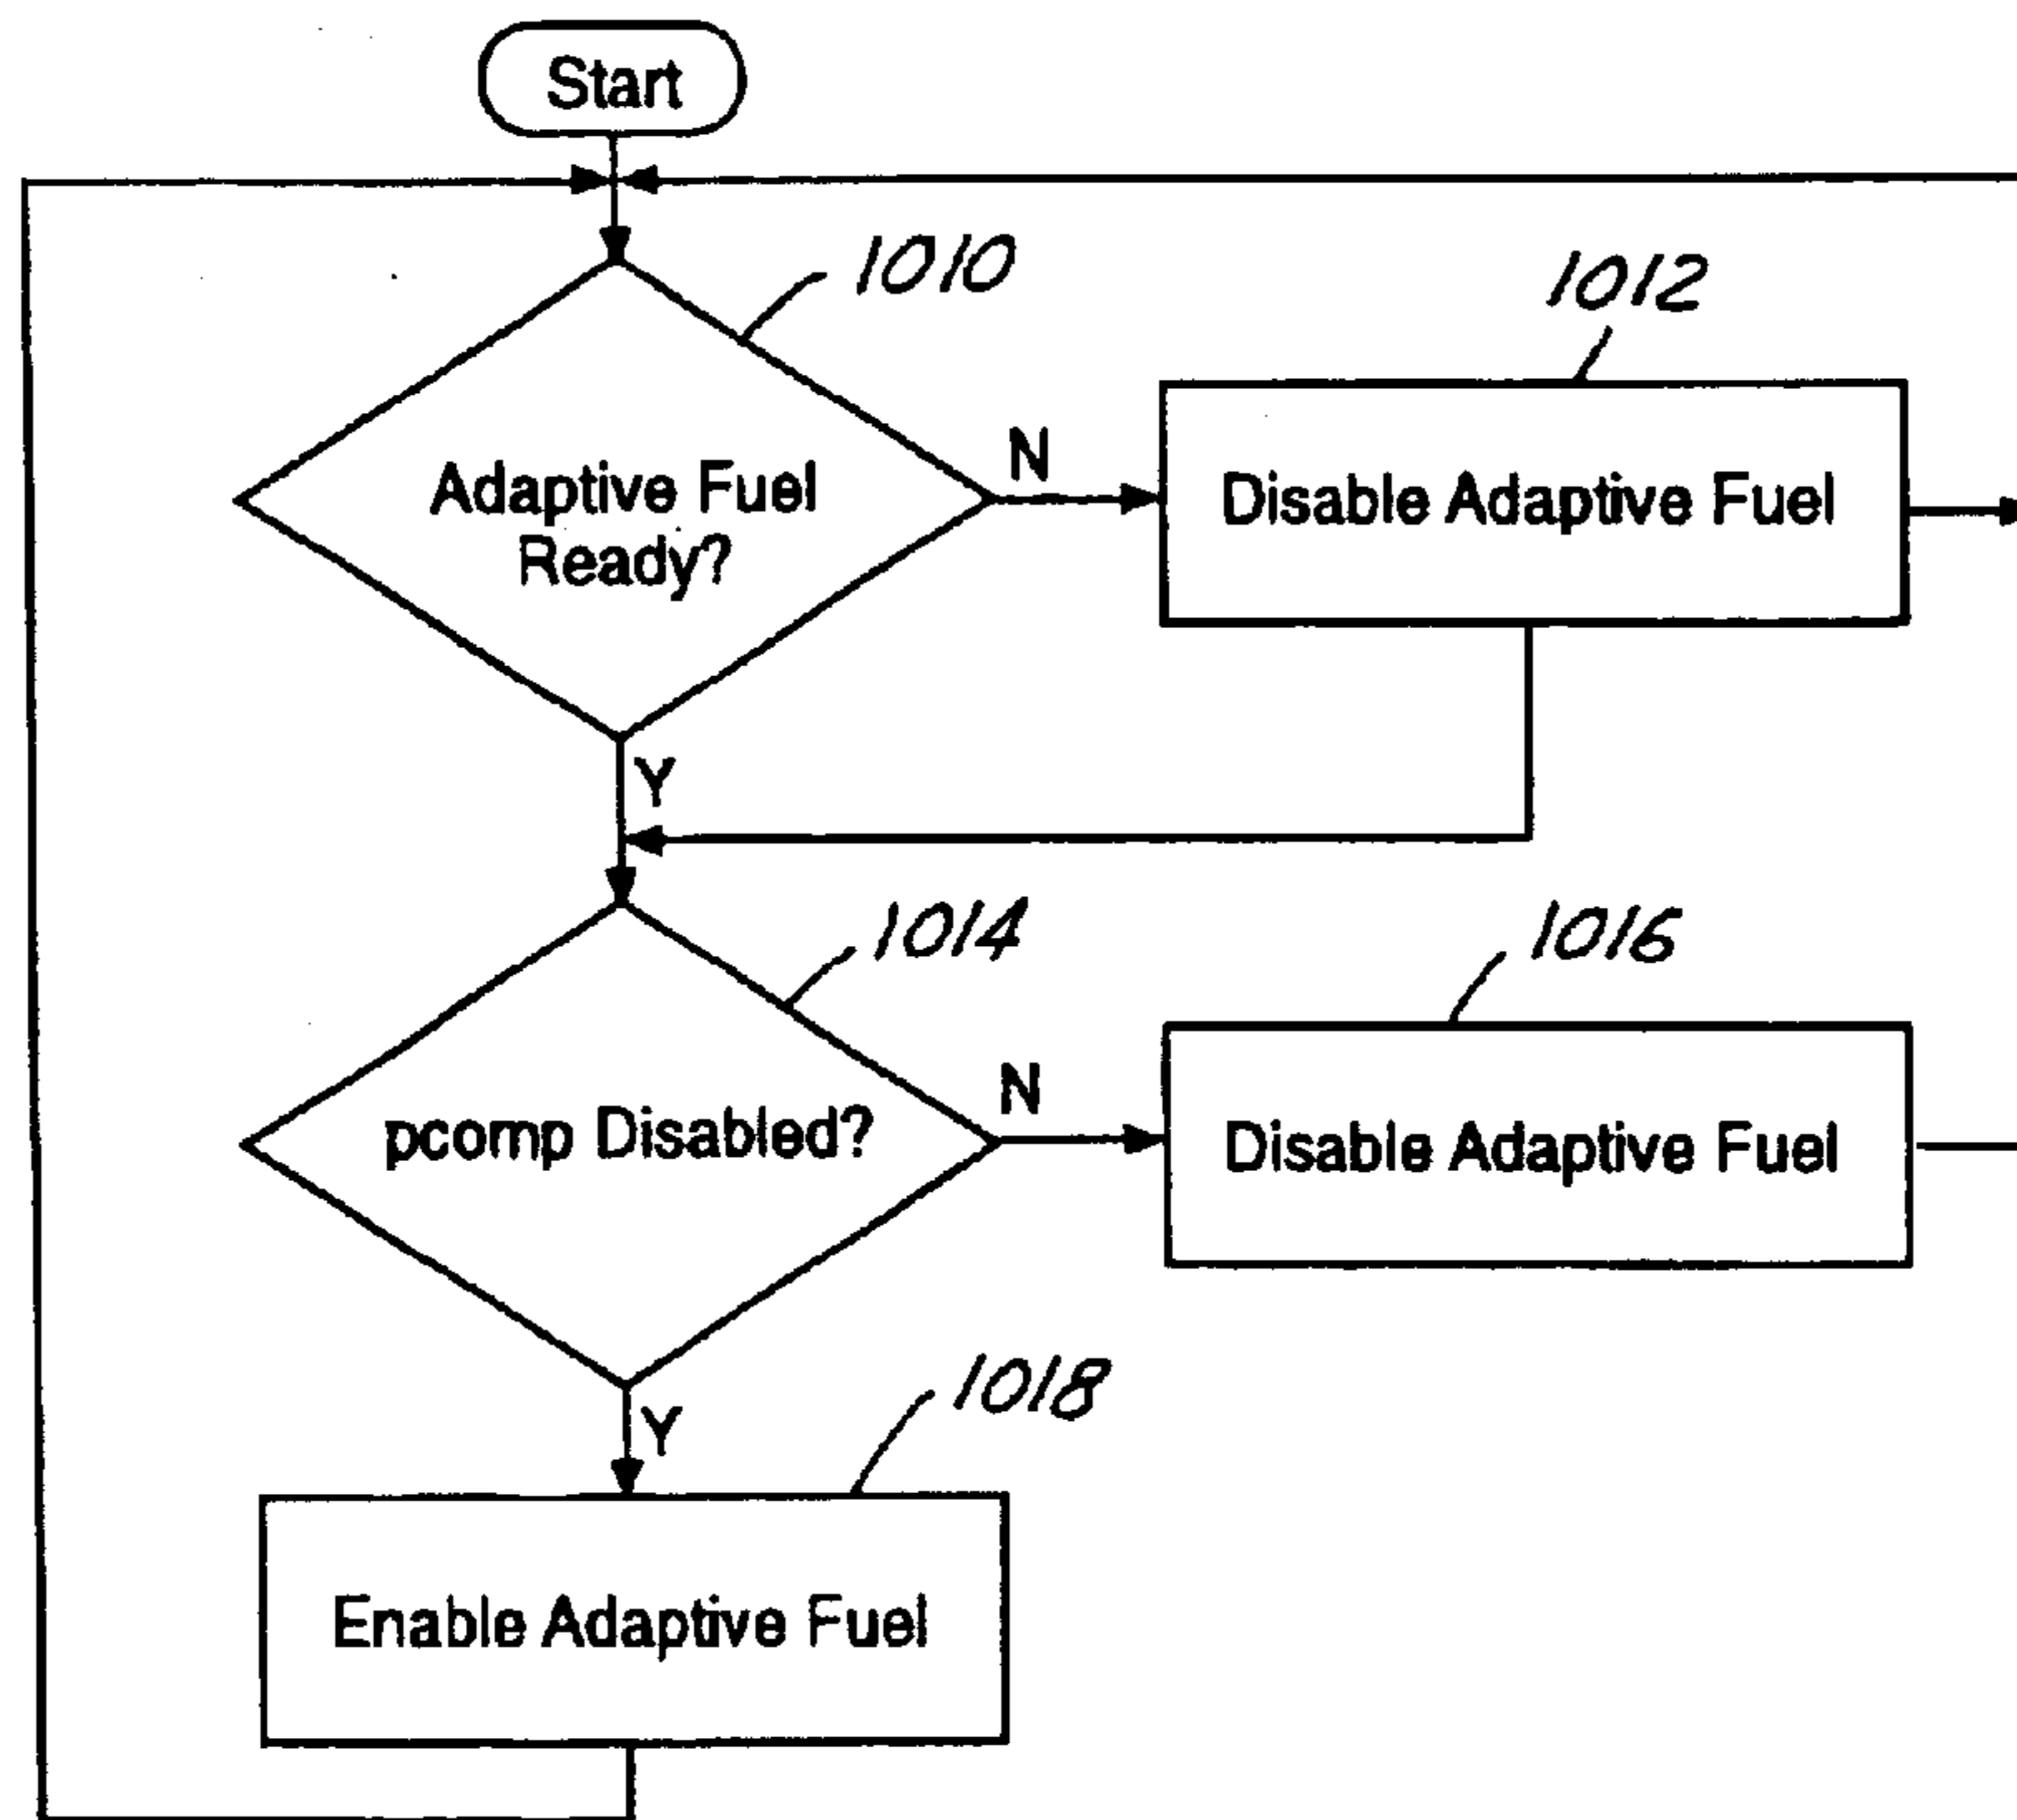 Start
1010
1012
Adaptive Fuel
Ready?
N
Disable Adaptive Fuel
Y
1014
1016
pcomp Disabled?
N
Disable Adaptive Fuel
Y
1018
Enable Adaptive Fuel